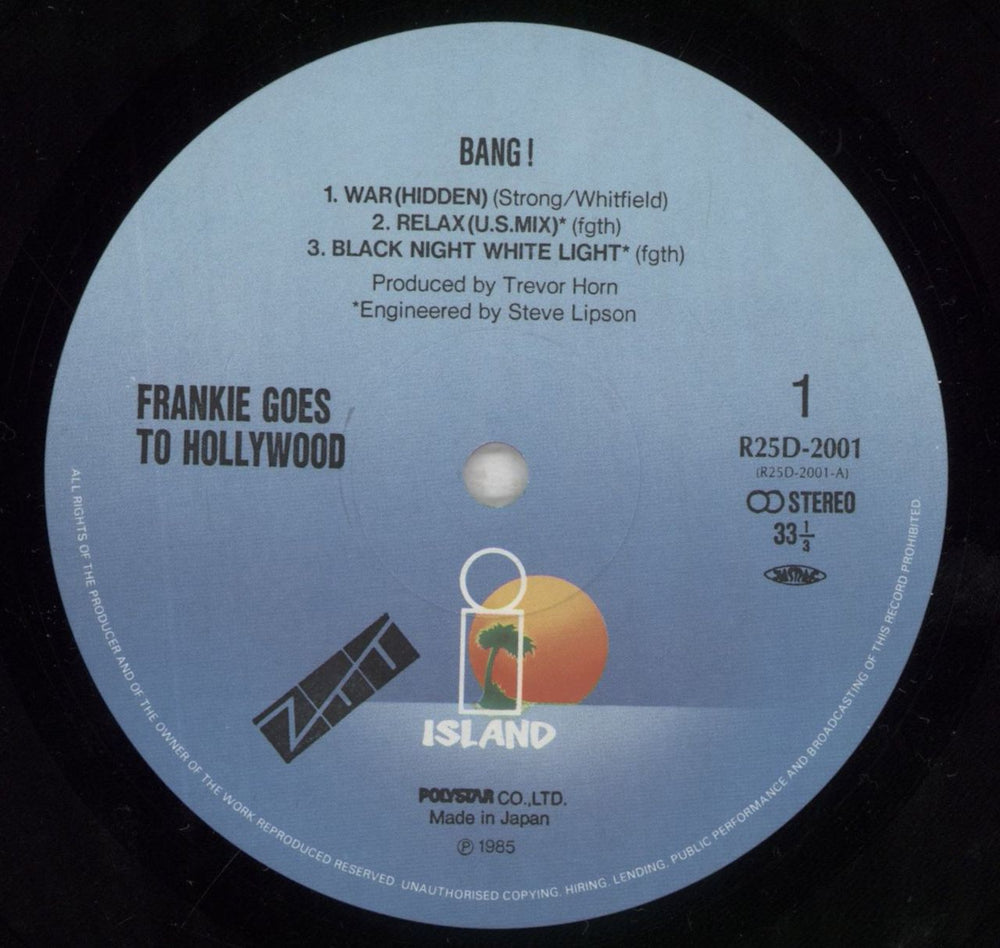 BANG!
1. WAR(HIDDEN) (Strong/Whitfield)
2. RELAX(U.S.MIX)* (fgth)
3. BLACK NIGHT WHITE LIGHT* (fgth)
Produced by Trevor Horn
*Engineered by Steve Lipson
FRANKIE GOES
TO HOLLYWOOD
1
R25D-2001
(R25D-2001-A)
STEREO
33 1/3
JASRAC
ZTT
i
ISLAND
POLYSTAR CO.,LTD.
Made in Japan
℗ 1985
ALL RIGHTS OF THE PRODUCER AND OF THE OWNER OF THE WORK REPRODUCED RESERVED. UNAUTHORISED COPYING, HIRING, LENDING, PUBLIC PERFORMANCE AND BROADCASTING OF THIS RECORD PROHIBITED.